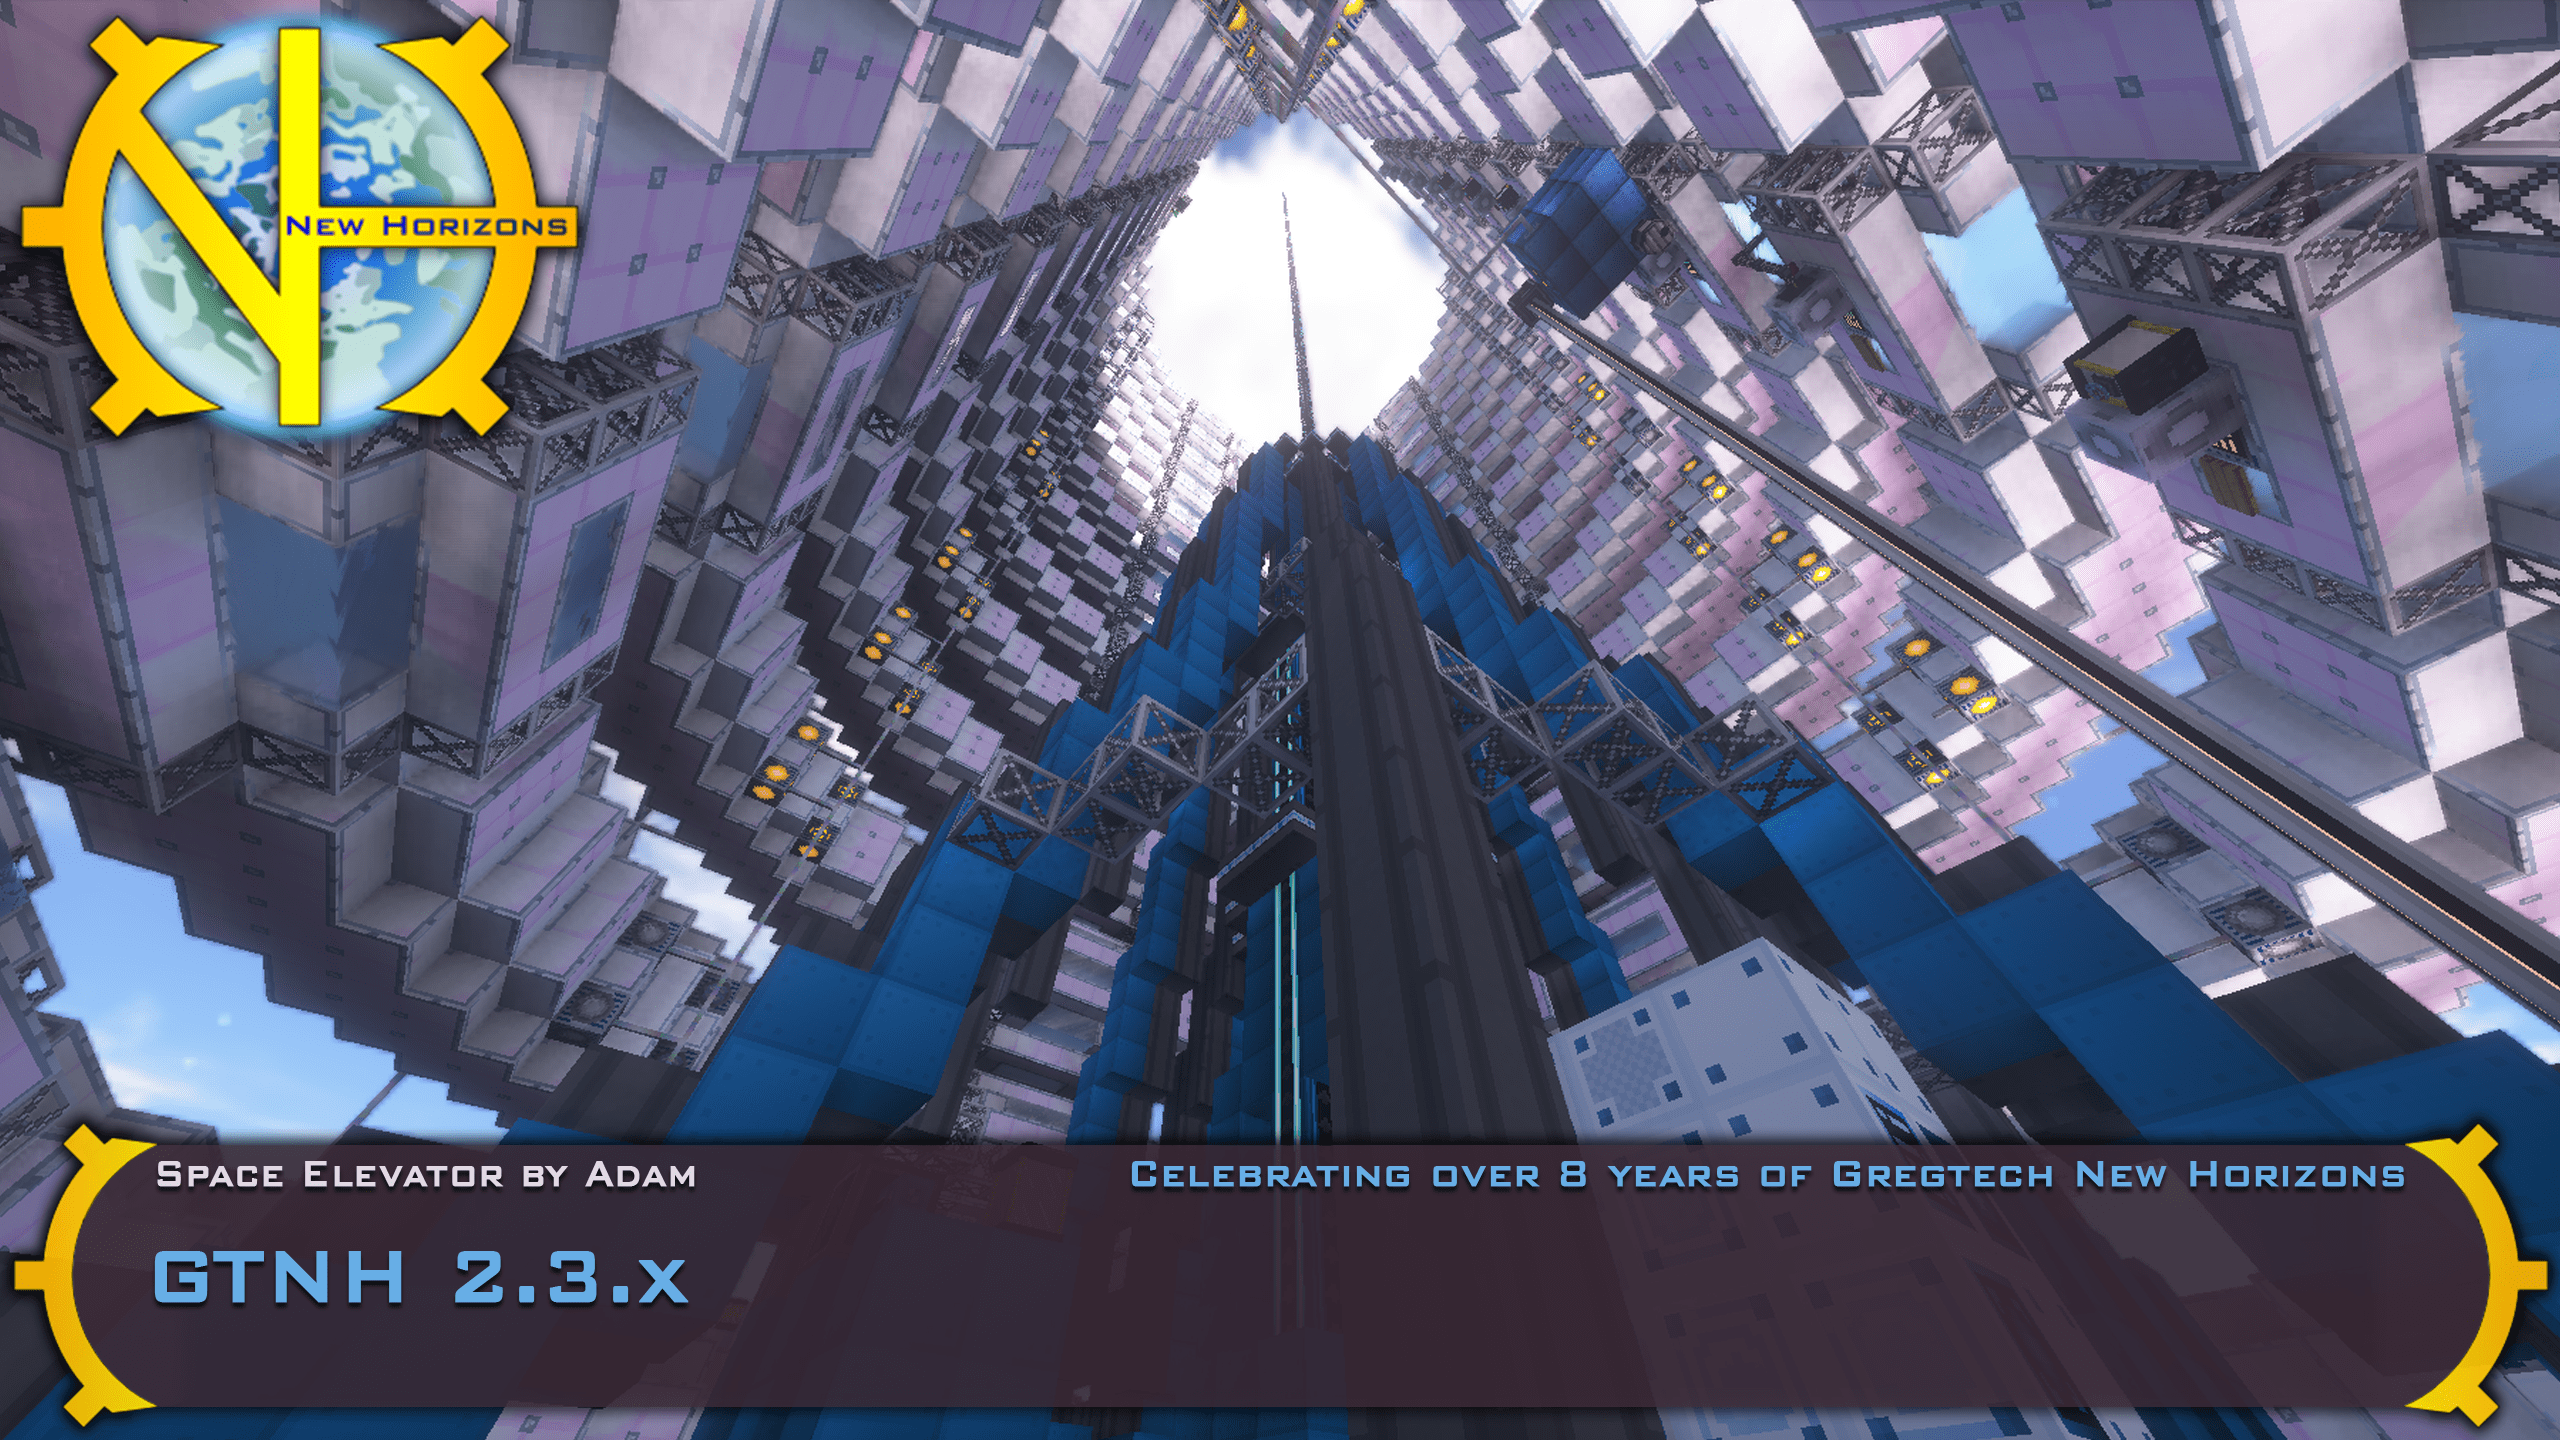 New Horizons
Space Elevator by Adam
Celebrating over 8 years of Gregtech New Horizons
GTNH 2.3.x